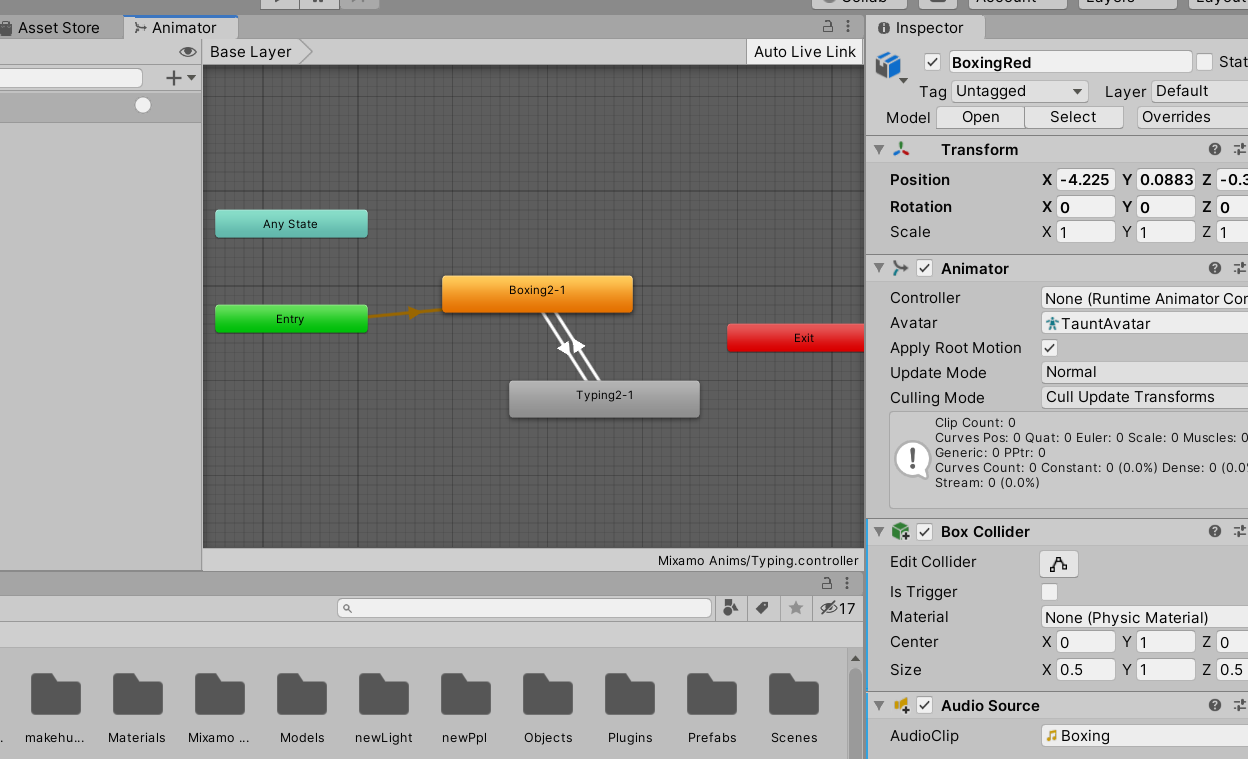 Collab
Account
Layers
Layout
Asset Store
Animator
Inspector
Base Layer
Auto Live Link
BoxingRed
Tag Untagged
Layer Default
Model Open Select Overrides
Any State
Entry
Boxing2-1
Exit
Typing2-1
Mixamo Anims/Typing.controller
Transform
Position X -4.225 Y 0.0883 Z -0.3
Rotation X 0 Y 0 Z 0
Scale X 1 Y 1 Z 1
Animator
Controller None (Runtime Animator Cor
Avatar TauntAvatar
Apply Root Motion
Update Mode Normal
Culling Mode Cull Update Transforms
Clip Count: 0
Curves Pos: 0 Quat: 0 Euler: 0 Scale: 0 Muscles: 0
Generic: 0 PPtr: 0
Curves Count: 0 Constant: 0 (0.0%) Dense: 0 (0.0%
Stream: 0 (0.0%)
Box Collider
Edit Collider
Is Trigger
Material None (Physic Material)
Center X 0 Y 1 Z 0
Size X 0.5 Y 1 Z 0.5
Audio Source
AudioClip Boxing
17
makehu...
Materials
Mixamo ...
Models
newLight
newPpl
Objects
Plugins
Prefabs
Scenes